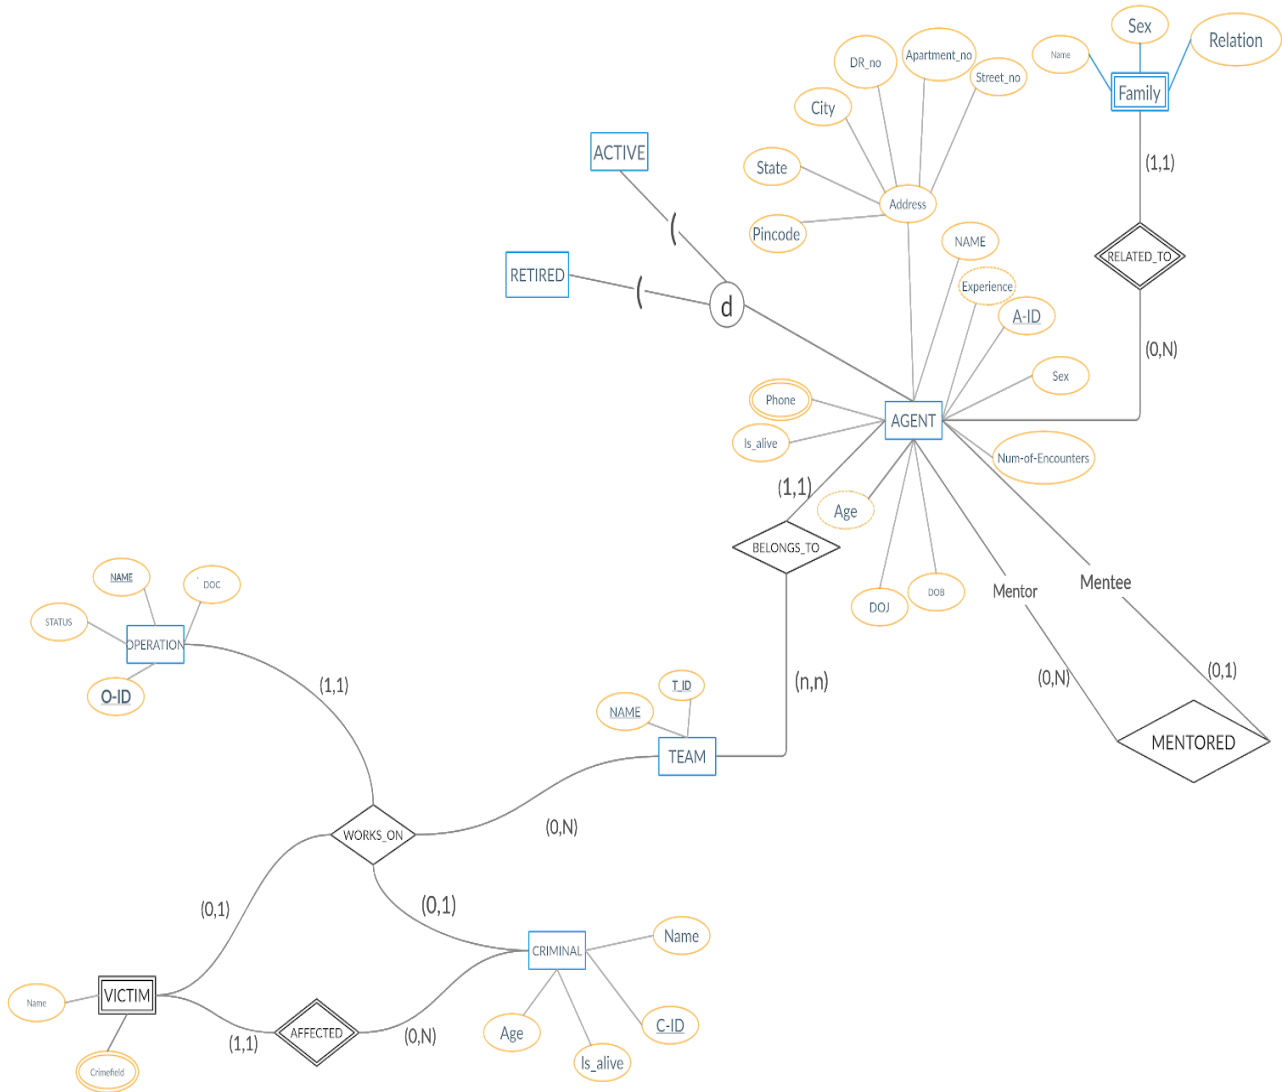 Sex
Relation
Name
Family
DR_no
Apartment_no
Street_no
City
ACTIVE
State
Address
(1,1)
Pincode
NAME
RELATED_TO
RETIRED
Experience
d
A-ID
(0,N)
Sex
Phone
AGENT
Is_alive
Num-of-Encounters
(1,1)
Age
BELONGS_TO
Mentor
Mentee
DOJ
DOB
NAME
DOC
STATUS
OPERATION
O-ID
(1,1)
(n,n)
(0,N)
(0,1)
T_ID
NAME
TEAM
MENTORED
WORKS_ON
(0,N)
(0,1)
(0,1)
CRIMINAL
Name
VICTIM
Name
AFFECTED
(1,1)
(0,N)
Age
C-ID
Is_alive
Crimefield